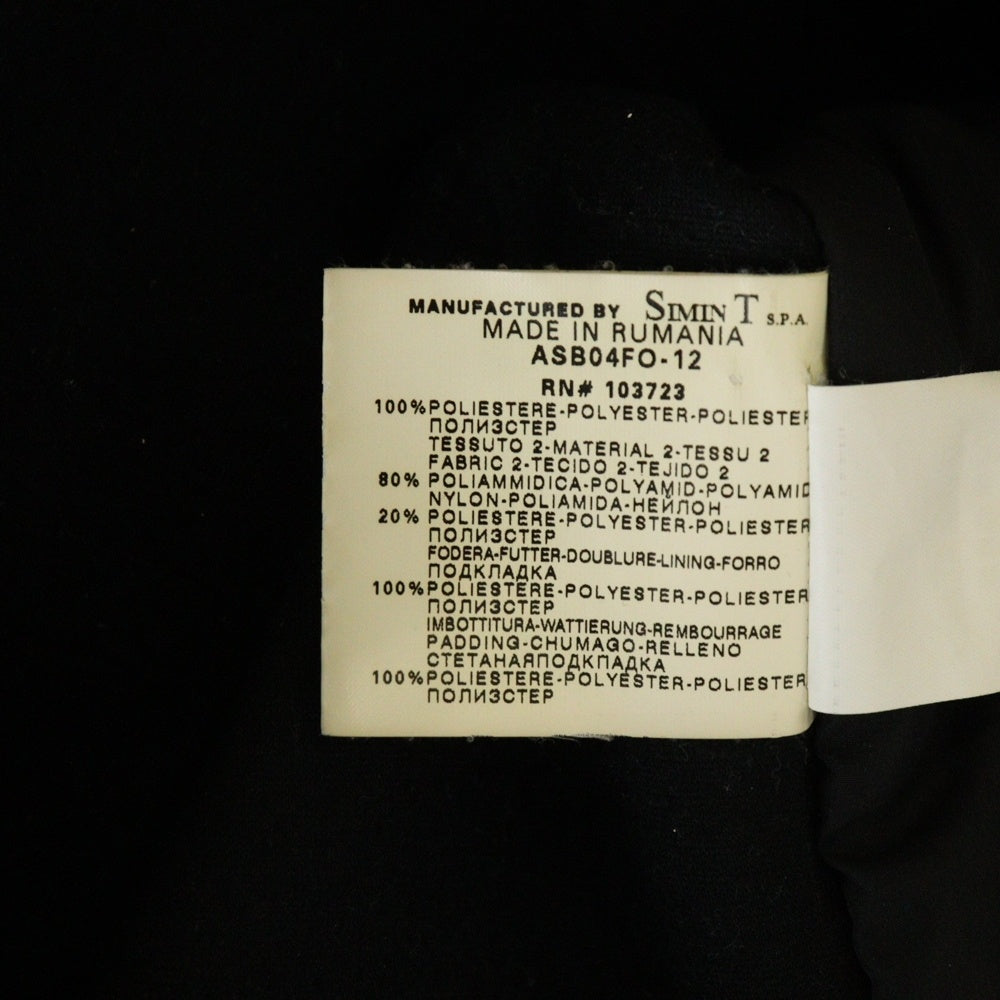 MANUFACTURED BY SIMIN T S.P.A.
MADE IN RUMANIA
ASB04FO-12
RN# 103723
100% POLIESTERE-POLYESTER-POLIESTER
ПОЛИЭСТЕР
TESSUTO 2-MATERIAL 2-TESSU 2
FABRIC 2-TECIDO 2-TEJIDO 2
80% POLIAMMIDICA-POLYAMID-POLYAMID
NYLON-POLIAMIDA-НЕЙЛОН
20% POLIESTERE-POLYESTER-POLIESTER
ПОЛИЭСТЕР
FODERA-FUTTER-DOUBLURE-LINING-FORRO
ПОДКЛАДКА
100% POLIESTERE-POLYESTER-POLIESTER
ПОЛИЭСТЕР
IMBOTTITURA-WATTIERUNG-REMBOURRAGE
PADDING-CHUMAGO-RELLENO
СТЕТАНАЯПОДКПАДКА
100% POLIESTERE-POLYESTER-POLIESTER
ПОЛИЭСТЕР